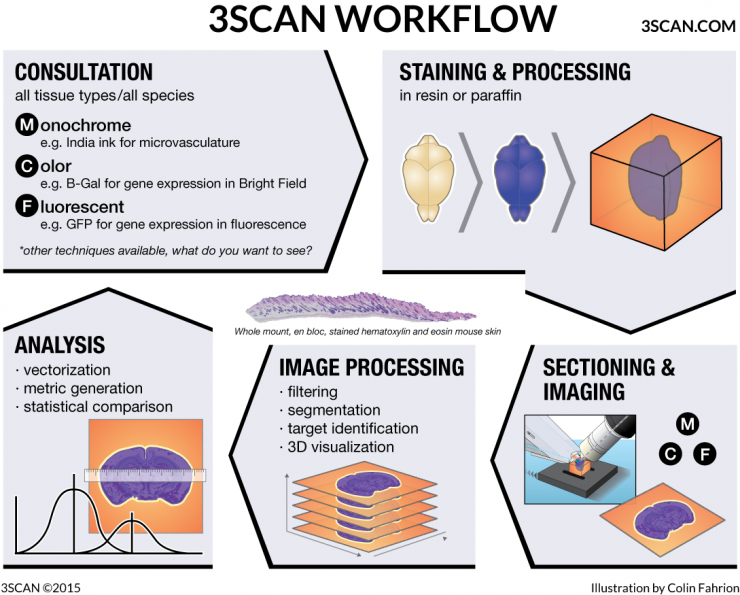 3SCAN WORKFLOW
3SCAN.COM
CONSULTATION
all tissue types/all species
Monochrome
e.g. India ink for microvasculature
Color
e.g. B-Gal for gene expression in Bright Field
Fluorescent
e.g. GFP for gene expression in fluorescence
*other techniques available, what do you want to see?
STAINING & PROCESSING
in resin or paraffin
Whole mount, en bloc, stained hematoxylin and eosin mouse skin
SECTIONING &
IMAGING
M
C F
IMAGE PROCESSING
· filtering
· segmentation
· target identification
· 3D visualization
ANALYSIS
· vectorization
· metric generation
· statistical comparison
3SCAN ©2015
Illustration by Colin Fahrion